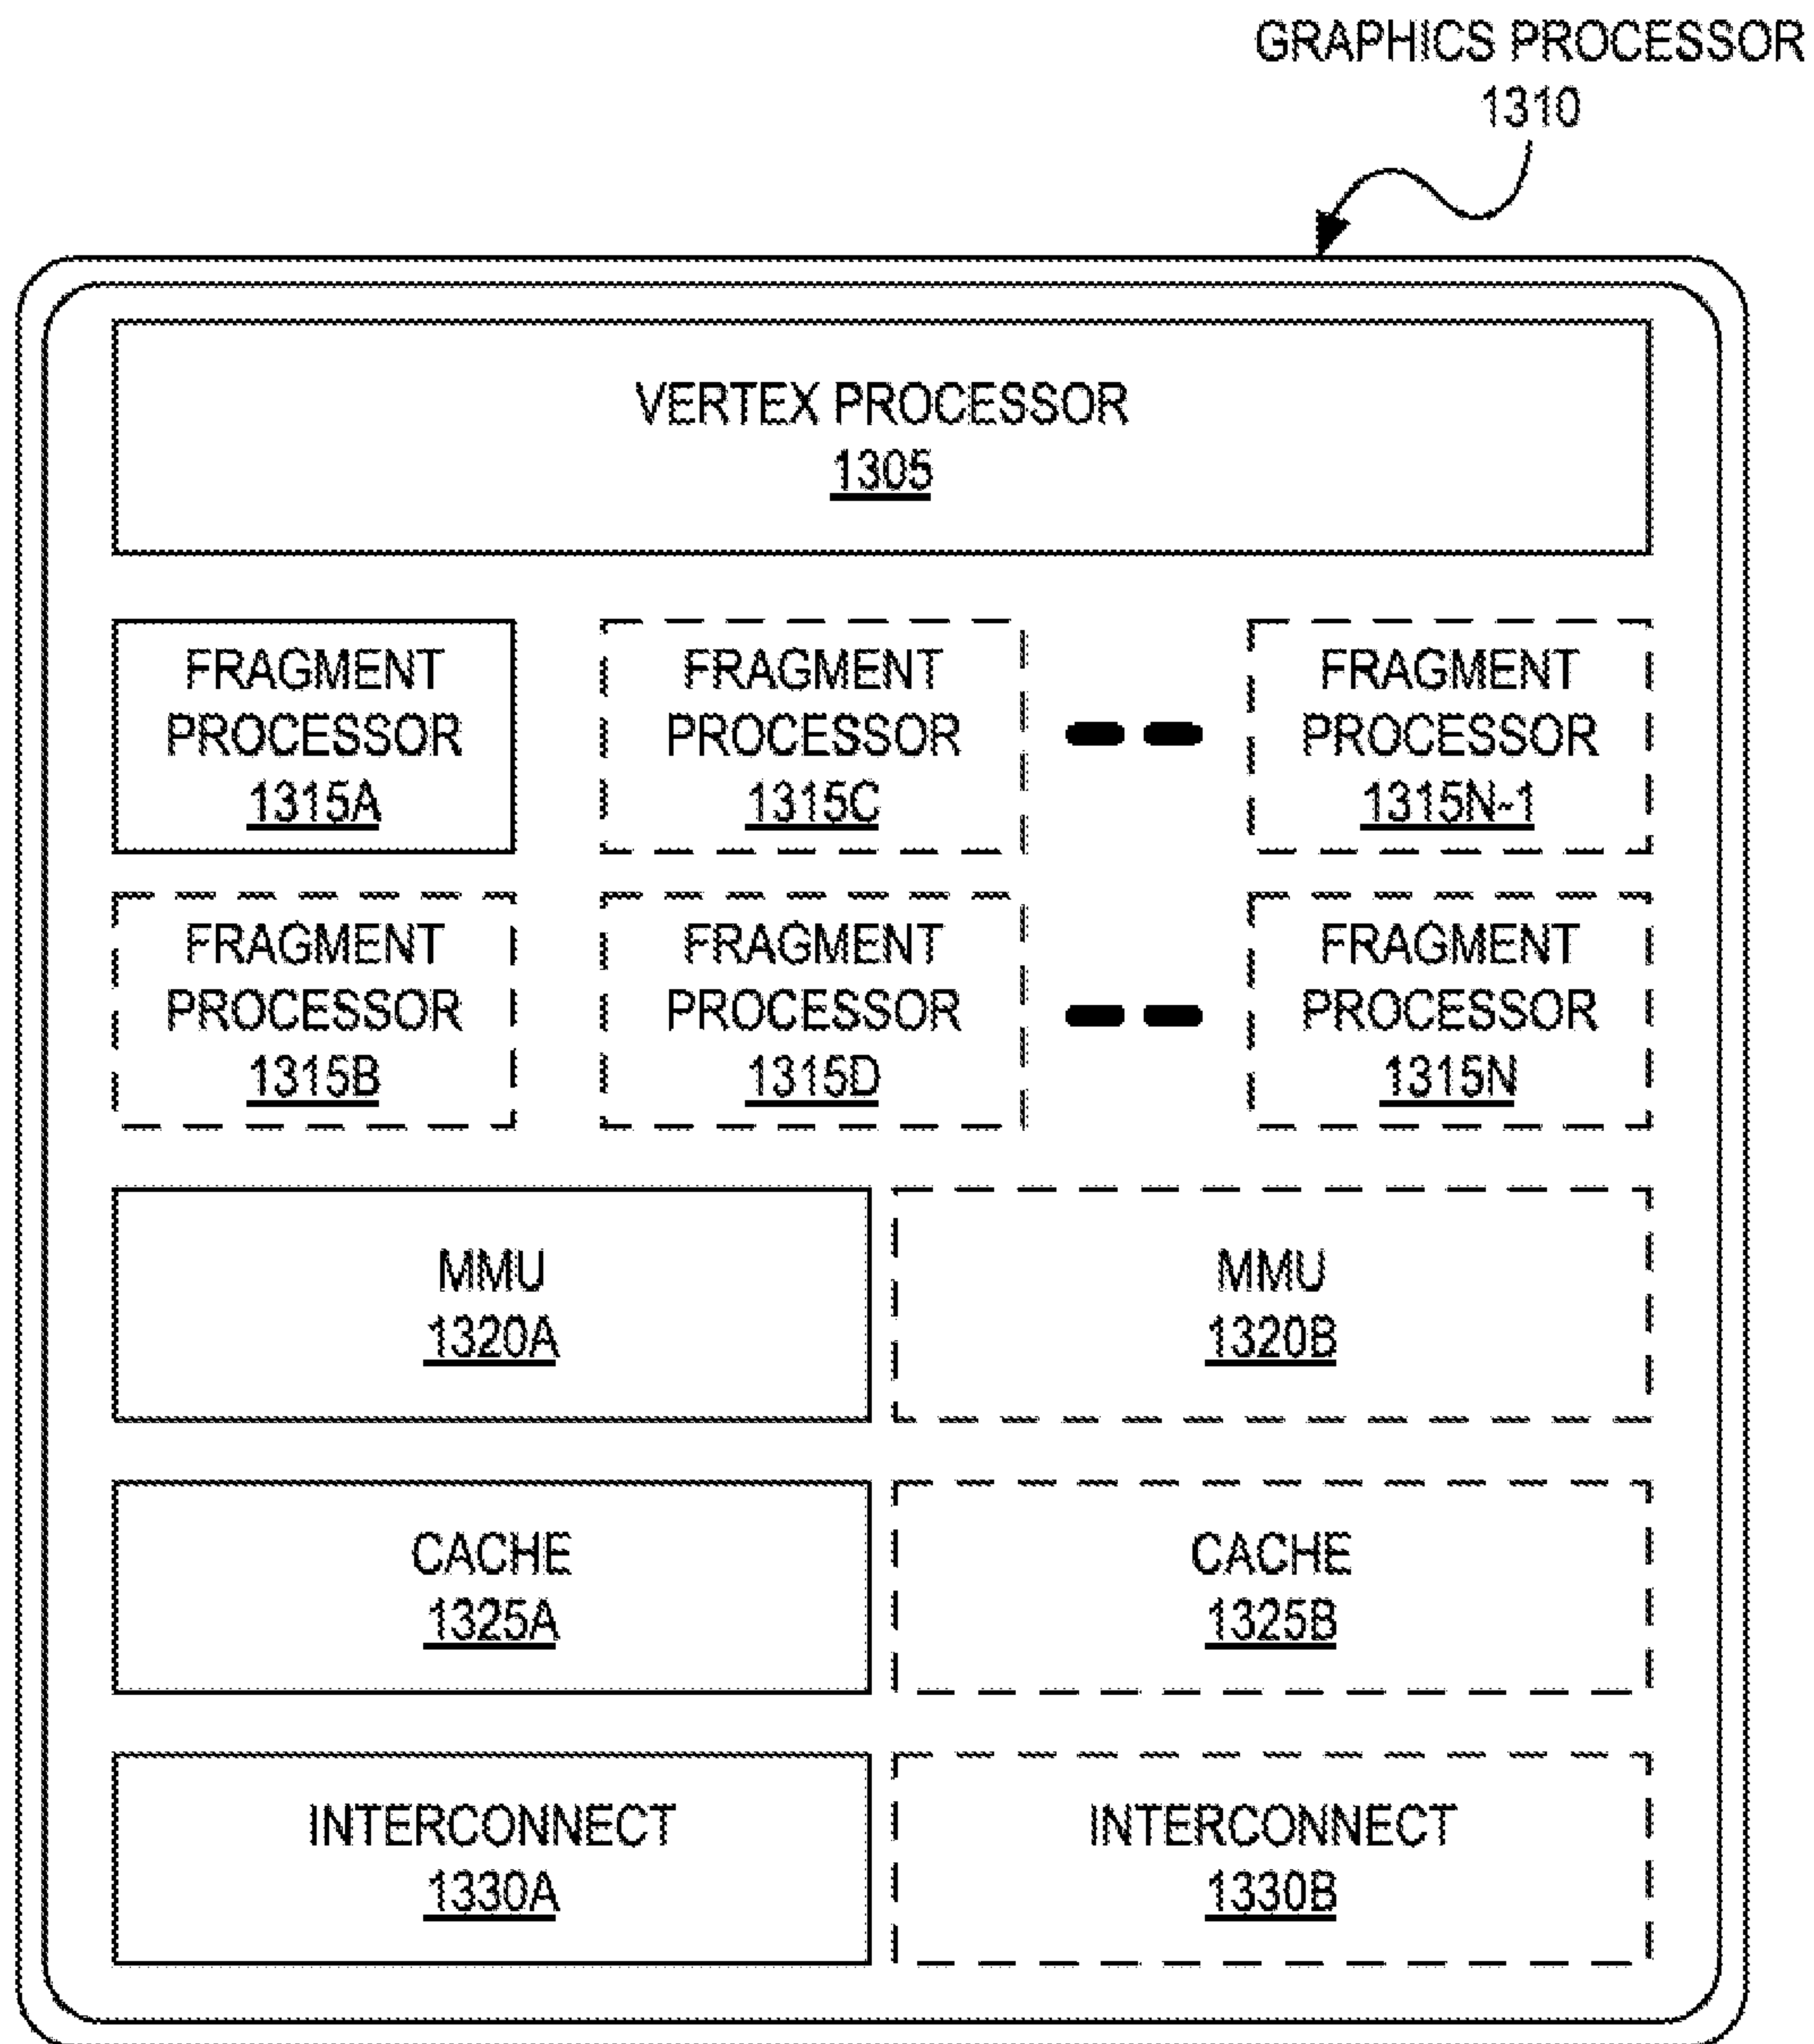 GRAPHICS PROCESSOR
1310
VERTEX PROCESSOR
1305
FRAGMENT
PROCESSOR
1315A
FRAGMENT
PROCESSOR
1315C
FRAGMENT
PROCESSOR
1315N-1
FRAGMENT
PROCESSOR
1315B
FRAGMENT
PROCESSOR
1315D
FRAGMENT
PROCESSOR
1315N
MMU
1320A
MMU
1320B
CACHE
1325A
CACHE
1325B
INTERCONNECT
1330A
INTERCONNECT
1330B